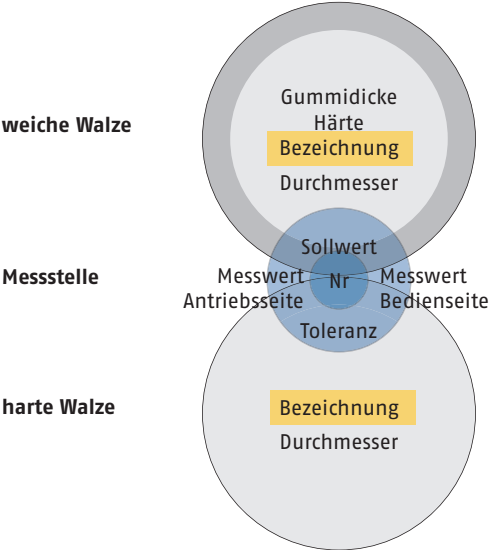 Gummidicke
Härte
weiche Walze
Bezeichnung
Durchmesser
Sollwert
Messstelle
Messwert
Antriebsseite
Nr
Messwert
Bedienseite
Toleranz
harte Walze
Bezeichnung
Durchmesser